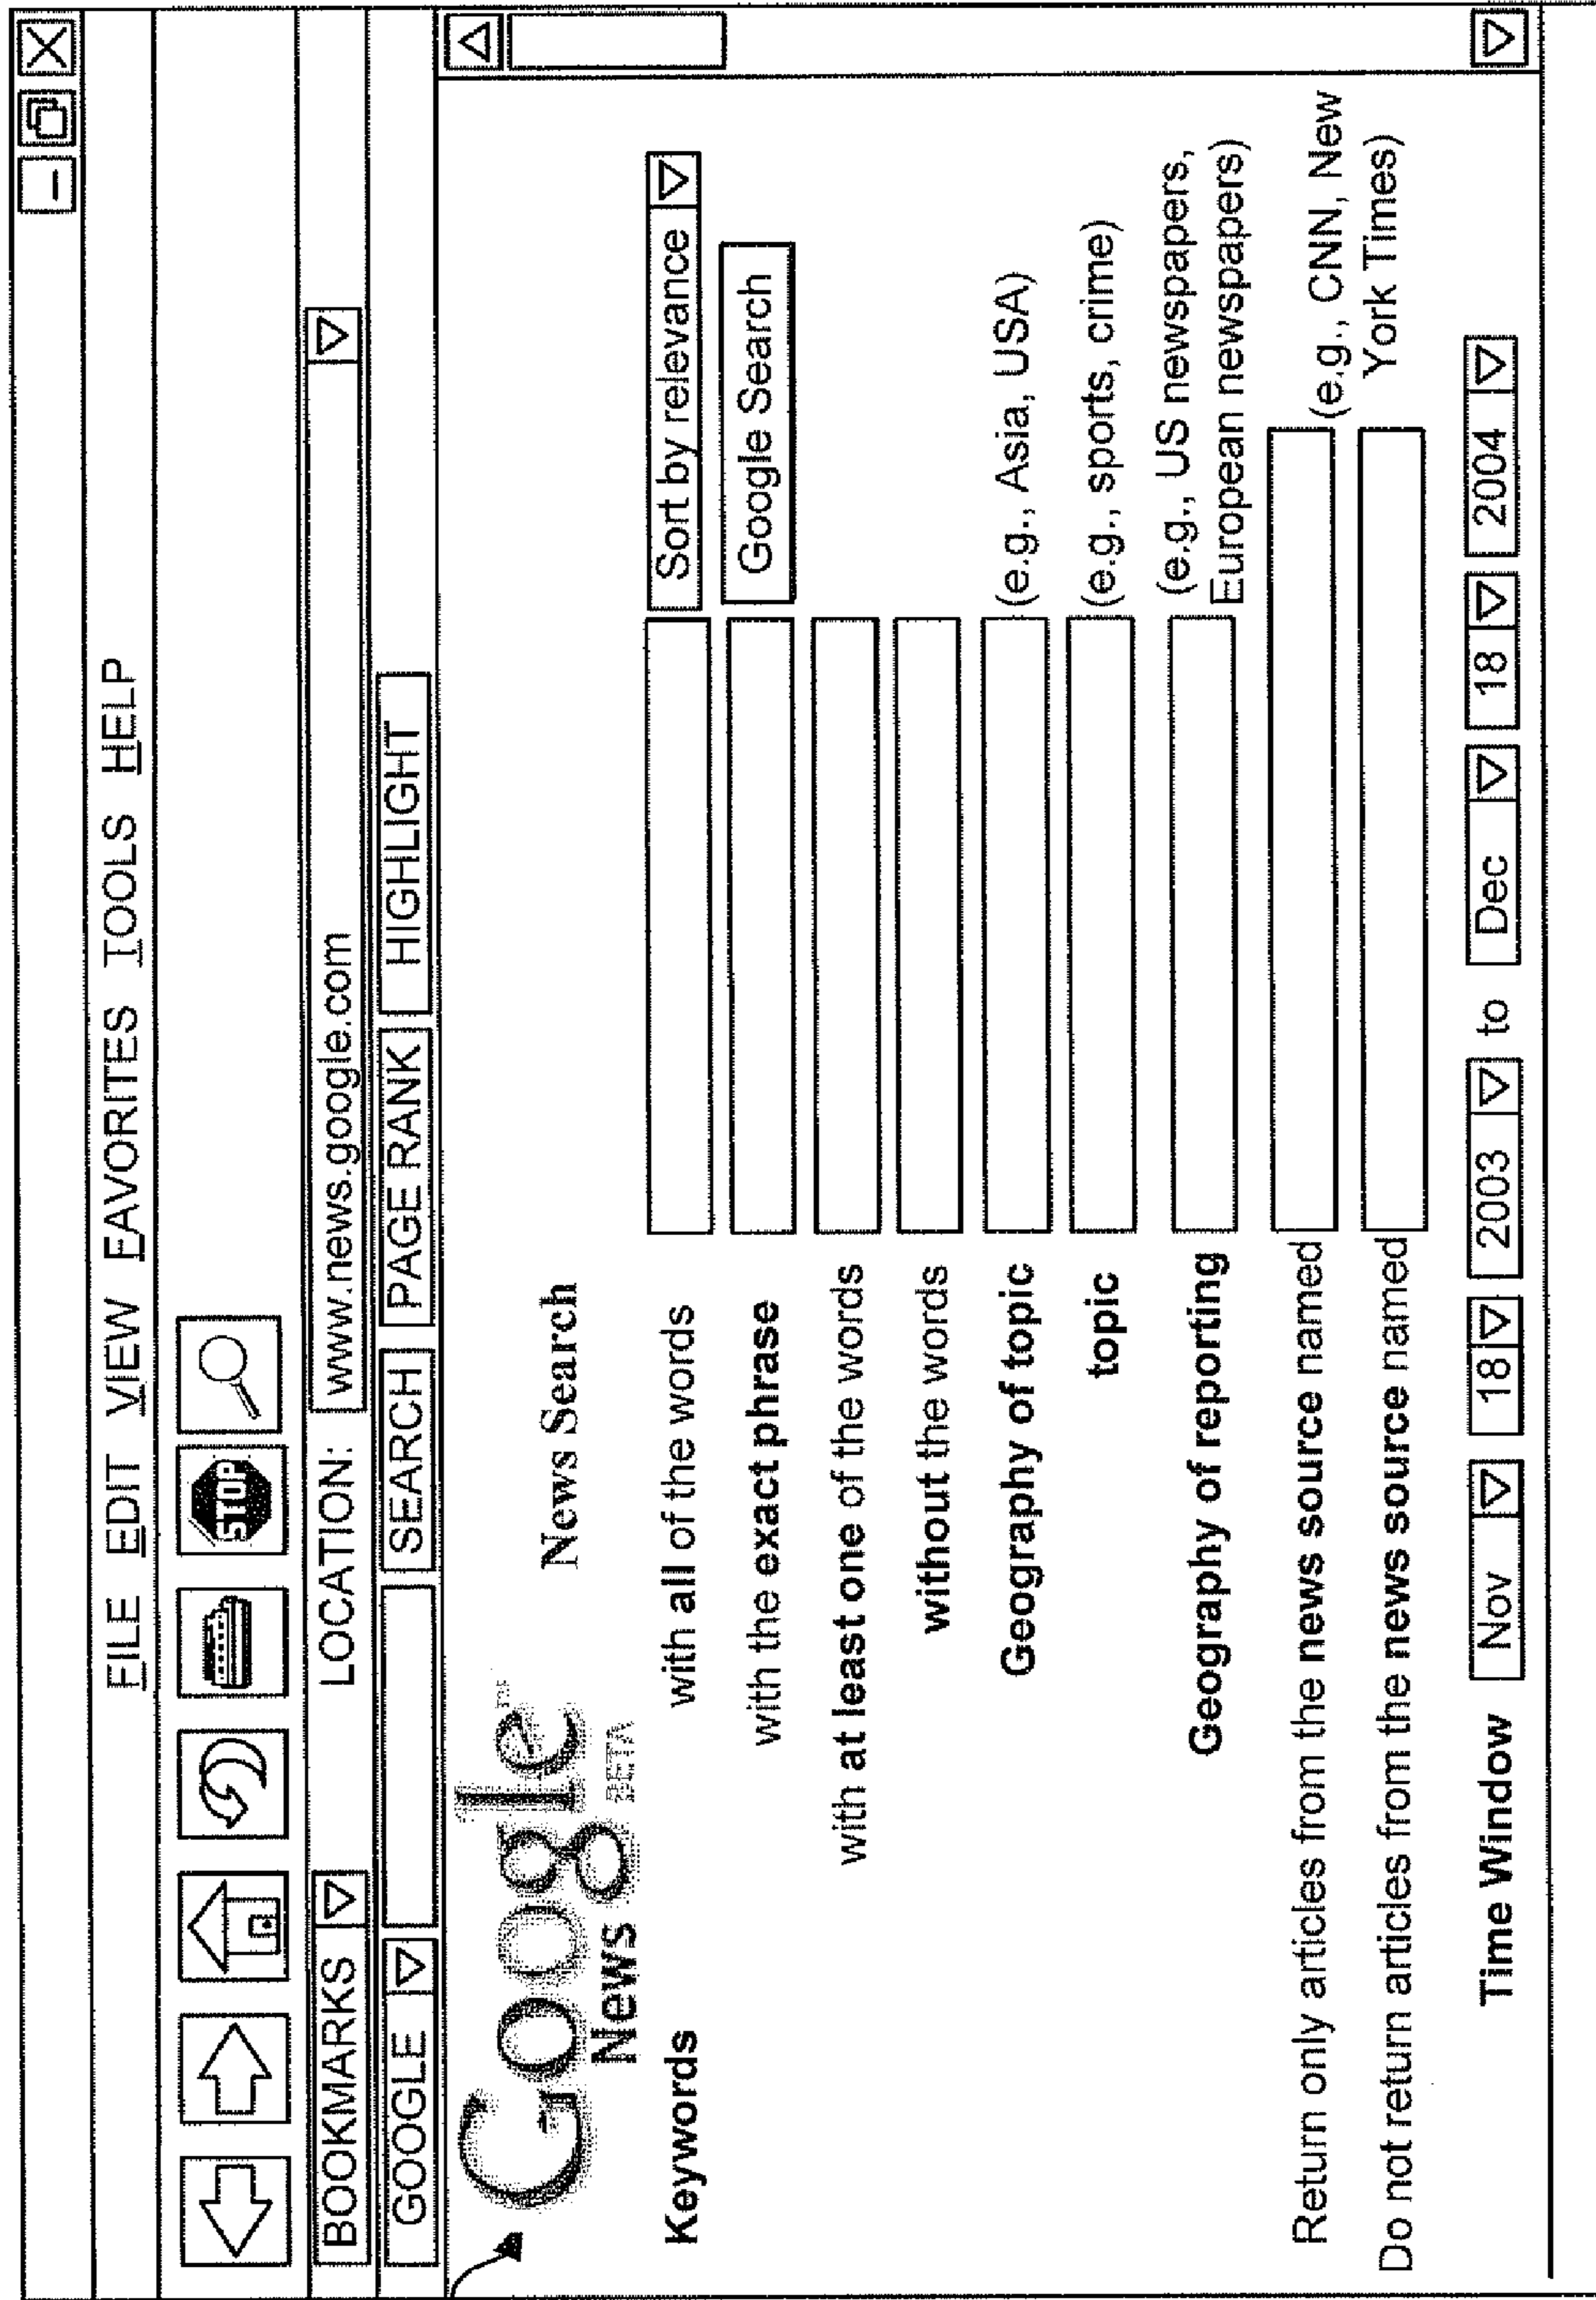 FILE EDIT VIEW FAVORITES TOOLS HELP
STOP
BOOKMARKS LOCATION: www.news.google.com
GOOGLE SEARCH PAGE RANK HIGHLIGHT
Google™
News BETA
News Search
Keywords with all of the words Sort by relevance
with the exact phrase Google Search
with at least one of the words
without the words
Geography of topic (e.g., Asia, USA)
topic (e.g., sports, crime)
Geography of reporting (e.g., US newspapers,
European newspapers)
Return only articles from the news source named (e.g., CNN, New
Do not return articles from the news source named York Times)
Time Window Nov 18 2003 to Dec 18 2004